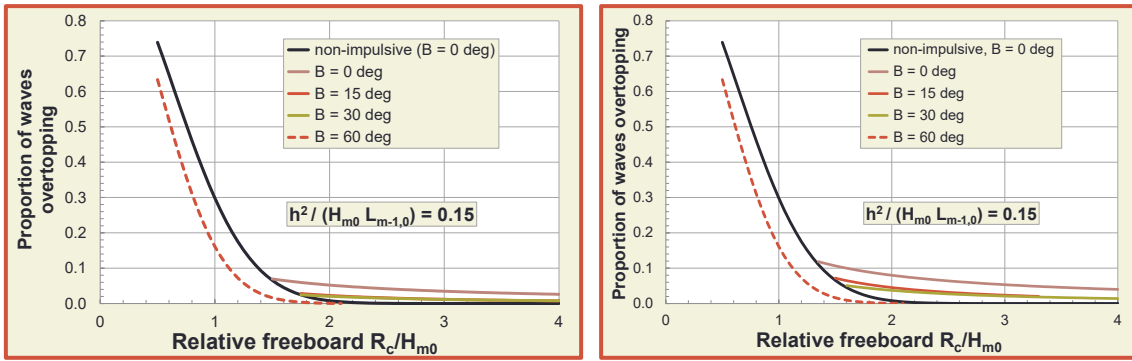 0.8
0.7
0.6
0.5
0.4
0.3
0.2
0.1
0.0
Proportion of waves
overtopping
non-impulsive (B = 0 deg)
B = 0 deg
B = 15 deg
B = 30 deg
B = 60 deg
h² / (Hm0 Lm-1,0) = 0.15
0 1 2 3 4
Relative freeboard Rc/Hm0
0.8
0.7
0.6
0.5
0.4
0.3
0.2
0.1
0.0
Proportion of waves overtopping
non-impulsive, B = 0 deg
B = 0 deg
B = 15 deg
B = 30 deg
B = 60 deg
h² / (Hm0 Lm-1,0) = 0.15
0 1 2 3 4
Relative freeboard Rc/Hm0